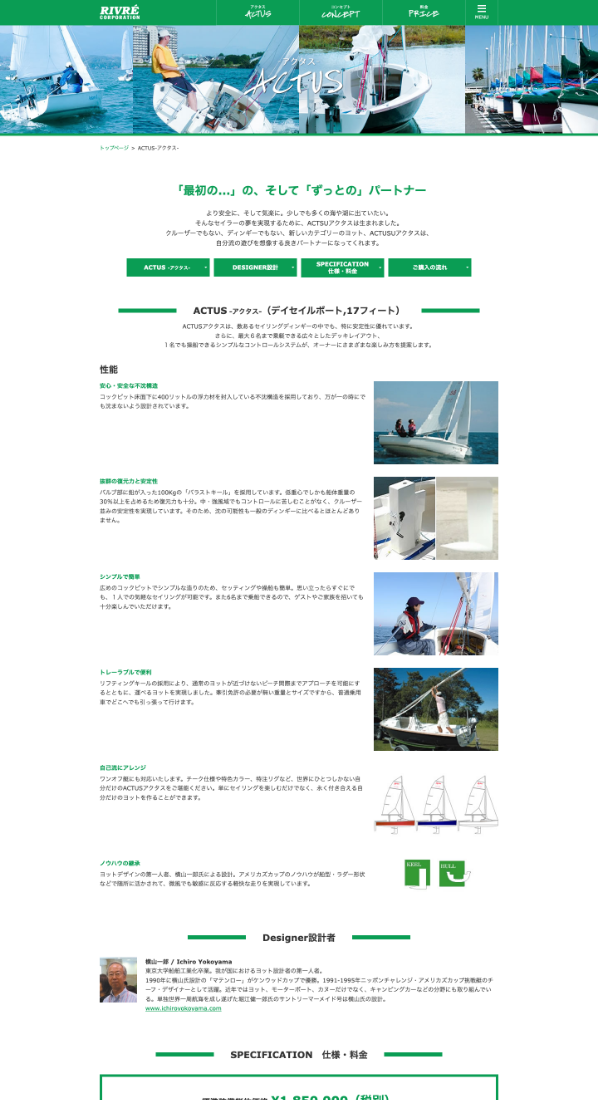 RIVRÉ
CORPORATION
アクタス
ACTUS
コンセプト
CONCEPT
料金
PRICE
MENU
アクタス
ACTUS
トップページ > ACTUS-アクタス-
「最初の…」の、そして「ずっとの」パートナー
より安全に、そして気楽に。少しでも多くの海や湖に出ていたい。
そんなセイラーの夢を実現するために、ACTSUアクタスは生まれました。
クルーザーでもない、ディンギーでもない、新しいカテゴリーのヨット、ACTUSUアクタスは、
自分流の遊びを想像する良きパートナーになってくれます。
ACTUS -アクタス-
DESIGNER設計
SPECIFICATION
仕様・料金
ご購入の流れ
ACTUS -アクタス-（デイセイルボート,17フィート）
ACTUSアクタスは、数あるセイリングディンギーの中でも、特に安定性に優れています。
さらに、最大６名まで乗艇できる広々としたデッキレイアウト、
１名でも操船できるシンプルなコントロールシステムが、オーナーにさまざまな楽しみ方を提案します。
性能
安心・安全な不沈構造
コックピット床面下に400リットルの浮力材を封入している不沈構造を採用しており、万が一の時にで
も沈まないよう設計されています。
抜群の復元力と安定性
バルブ部に鉛が入った100Kgの「バラストキール」を採用しています。低重心でしかも船体重量の
30%以上を占めるため復元力も十分。中・強風域でもコントロールに苦しむことがなく、クルーザー
並みの安定性を実現しています。そのため、沈の可能性も一般のディンギーに比べるとほとんどあり
ません。
シンプルで簡単
広めのコックピットでシンプルな造りのため、セッティングや操船も簡単。思い立ったらすぐにで
も、１人での気軽なセイリングが可能です。また6名まで乗船できるので、ゲストやご家族を招いても
十分楽しんでいただけます。
トレーラブルで便利
リフティングキールの採用により、通常のヨットが近づけないビーチ間際までアプローチを可能にす
るとともに、運べるヨットを実現しました。牽引免許の必要が無い重量とサイズですから、普通乗用
車でどこへでも引っ張って行けます。
自己流にアレンジ
ワンオフ艇にも対応いたします。チーク仕様や特色カラー、特注リグなど、世界にひとつしかない自
分だけのACTUSアクタスをご堪能ください。単にセイリングを楽しむだけでなく、永く付き合える自
分だけのヨットを作ることができます。
ノウハウの継承
ヨットデザインの第一人者、横山一郎氏による設計。アメリカズカップのノウハウが船型・ラダー形状
などで随所に活かされて、微風でも敏感に反応する軽快な走りを実現しています。
KEEL
HULL
Designer設計者
横山一郎 / Ichiro Yokoyama
東京大学船舶工業化卒業。我が国におけるヨット設計者の第一人者。
1990年に横山氏設計の「マテンロー」がケンウッドカップで優勝。1991-1995年ニッポンチャレンジ・アメリカズカップ挑戦艇のチ
ーフ・デザイナーとして活躍。近年ではヨット、モーターボート、カヌーだけでなく、キャンピングカーなどの分野にも取り組んでい
る。単独世界一周航海を成し遂げた堀江健一郎氏のサントリーマーメイド号は横山氏の設計。
www.ichiroyokoyama.com
SPECIFICATION　仕様・料金